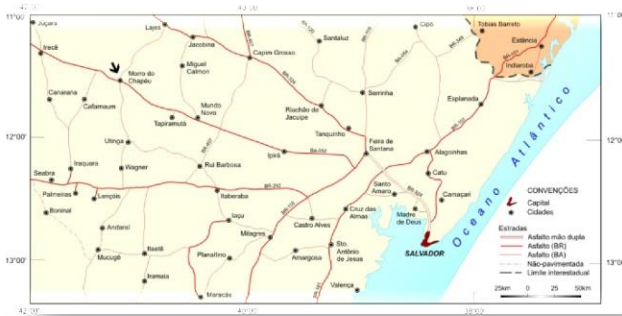 42°00'
40°00'
38°00'
11°00'
11°00'
Juçara
Lajes
Jacobina
Capim Grosso
Santaluz
Cipó
Tobias Barreto
Estância
Irecê
Miguel
Calmon
Indiaroba
Morro do
Chapéu
Serrinha
Canarana
Cafarnaum
Mundo
Novo
Riachão de
Jacuípe
Esplanada
Tapiramutá
Tanquinho
12°00'
12°00'
Utinga
Feira de
Santana
Alagoinhas
Ipirá
Iraquara
Wagner
Rui Barbosa
Seabra
Catu
Palmeiras
Lençóis
Itaberaba
Santo
Amaro
Camaçari
Boninal
Iaçu
Cruz das
Almas
Madre
de Deus
Andaraí
Castro Alves
Milagres
SALVADOR
Mucugê
Itaetê
Planaltino
Amargosa
Sto.
Antônio
de Jesus
13°00'
13°00'
Iramaia
Maracás
Valença
Oceano Atlântico
CONVENÇÕES
Capital
Cidades
Estradas
Asfalto mão dupla
Asfalto (BR)
Asfalto (BA)
Não-pavimentada
Limite interestadual
25km 0 25 50km
42°00'
40°00'